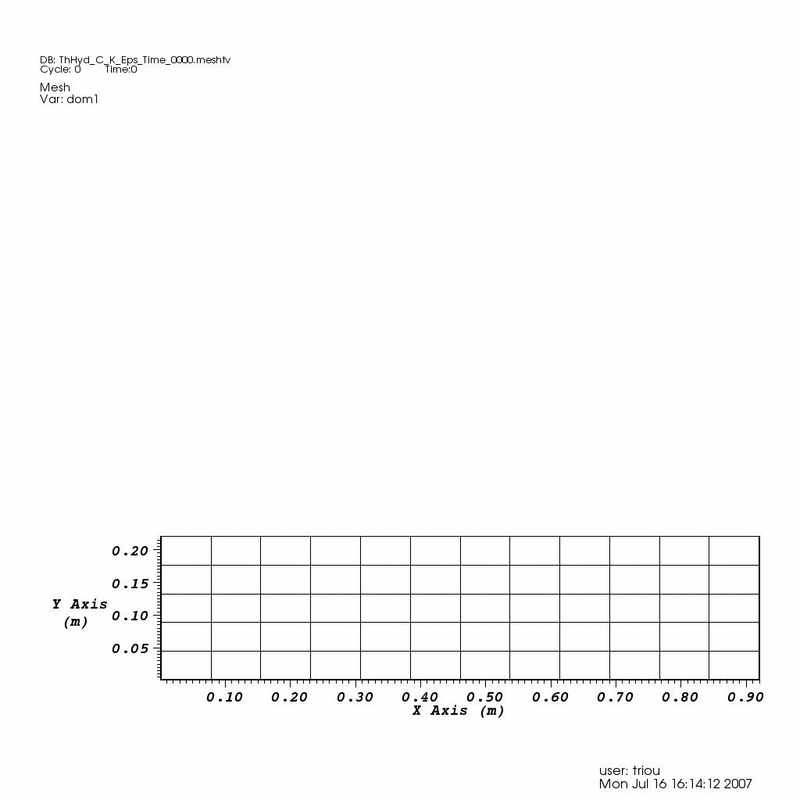 DB: ThHyd_C_K_Eps_Time_0000.meshtv
Cycle: 0 Time:0
Mesh
Var: dom1
0.20
0.15
Y Axis
0.10
(m)
0.05
0.10 0.20 0.30 0.40 0.50 0.60 0.70 0.80 0.90
X Axis (m)
user: triou
Mon Jul 16 16:14:12 2007